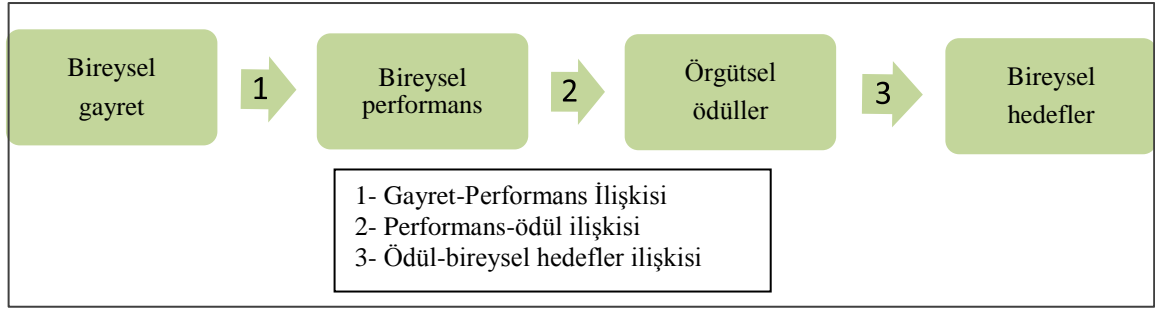 Bireysel
gayret
1
Bireysel
performans
2
Örgütsel
ödüller
3
Bireysel
hedefler
1- Gayret-Performans İlişkisi
2- Performans-ödül ilişkisi
3- Ödül-bireysel hedefler ilişkisi